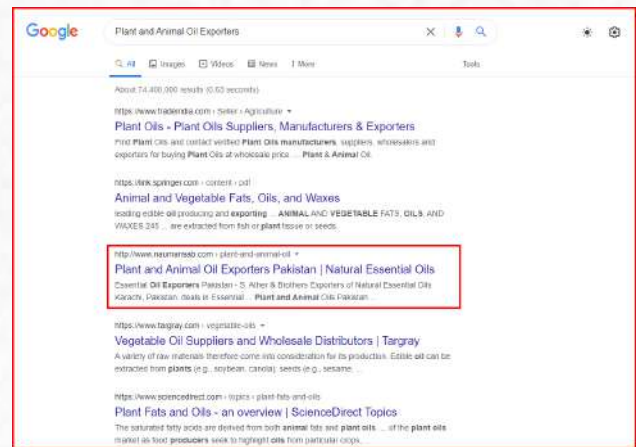 Google
Plant and Animal Oil Exporters
All Images Videos News More Tools
About 74,400,000 results (0.63 seconds)
https://www.tradeindia.com › Seller › Agriculture
Plant Oils - Plant Oils Suppliers, Manufacturers & Exporters
Find Plant Oils and contact verified Plant Oils manufacturers, suppliers, wholesalers and
exporters for buying Plant Oils at wholesale price ... Plant & Animal Oil.
https://link.springer.com › content › pdf
Animal and Vegetable Fats, Oils, and Waxes
leading edible oil producing and exporting ... ANIMAL AND VEGETABLE FATS, OILS, AND
WAXES 245 ... are extracted from fish or plant tissue or seeds.
http://www.naumansab.com › plant-and-animal-oil
Plant and Animal Oil Exporters Pakistan | Natural Essential Oils
Essential Oil Exporters Pakistan - S. Ather & Brothers Exporters of Natural Essential Oils
Karachi, Pakistan. deals in Essential ... Plant and Animal Oils Pakistan ...
https://www.targray.com › vegetable-oils
Vegetable Oil Suppliers and Wholesale Distributors | Targray
A variety of raw materials therefore come into consideration for its production. Edible oil can be
extracted from plants (e.g., soybean, canola); seeds (e.g., sesame, ...
https://www.sciencedirect.com › topics › plant-fats-and-oils
Plant Fats and Oils - an overview | ScienceDirect Topics
The saturated fatty acids are derived from both animal fats and plant oils ... of the plant oils
market as food producers seek to highlight oils from particular crops, ...